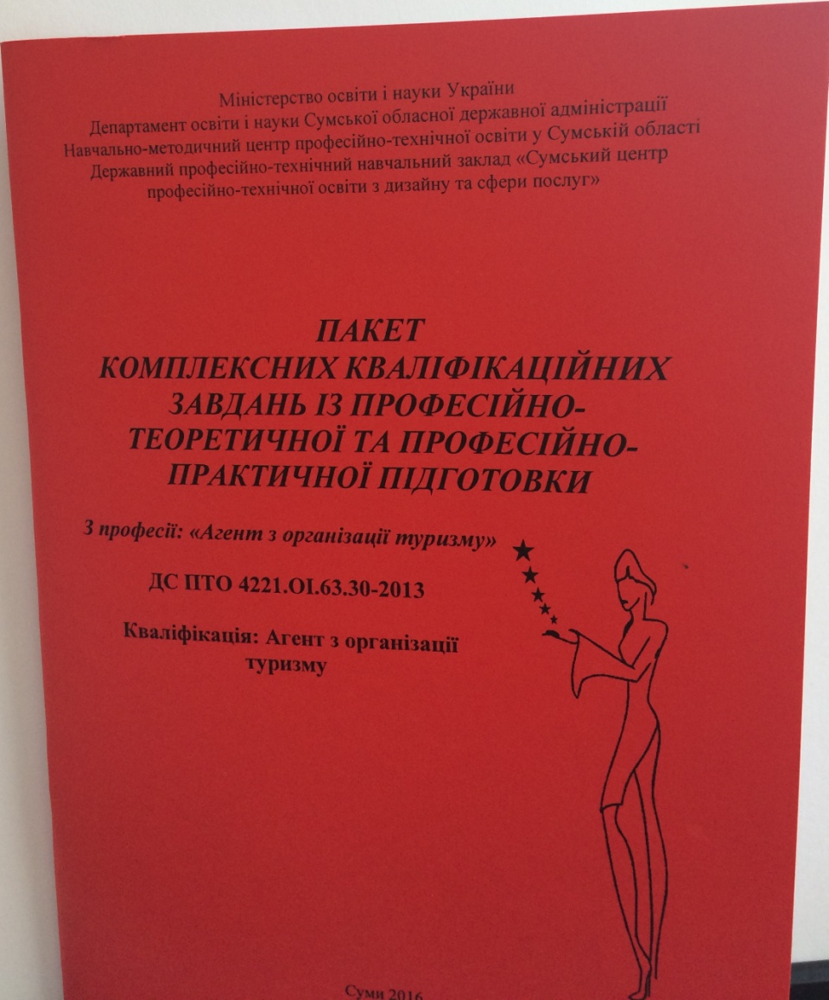 Міністерство освіти і науки України
Департамент освіти і науки Сумської обласної державної адміністрації
Навчально-методичний центр професійно-технічної освіти у Сумській області
Державний професійно-технічний навчальний заклад «Сумський центр
професійно-технічної освіти з дизайну та сфери послуг»
ПАКЕТ
КОМПЛЕКСНИХ КВАЛІФІКАЦІЙНИХ
ЗАВДАНЬ ІЗ ПРОФЕСІЙНО-
ТЕОРЕТИЧНОЇ ТА ПРОФЕСІЙНО-
ПРАКТИЧНОЇ ПІДГОТОВКИ
З професії: «Агент з організації туризму»
ДС ПТО 4221.ОІ.63.30-2013
Кваліфікація: Агент з організації
туризму
Суми 2016